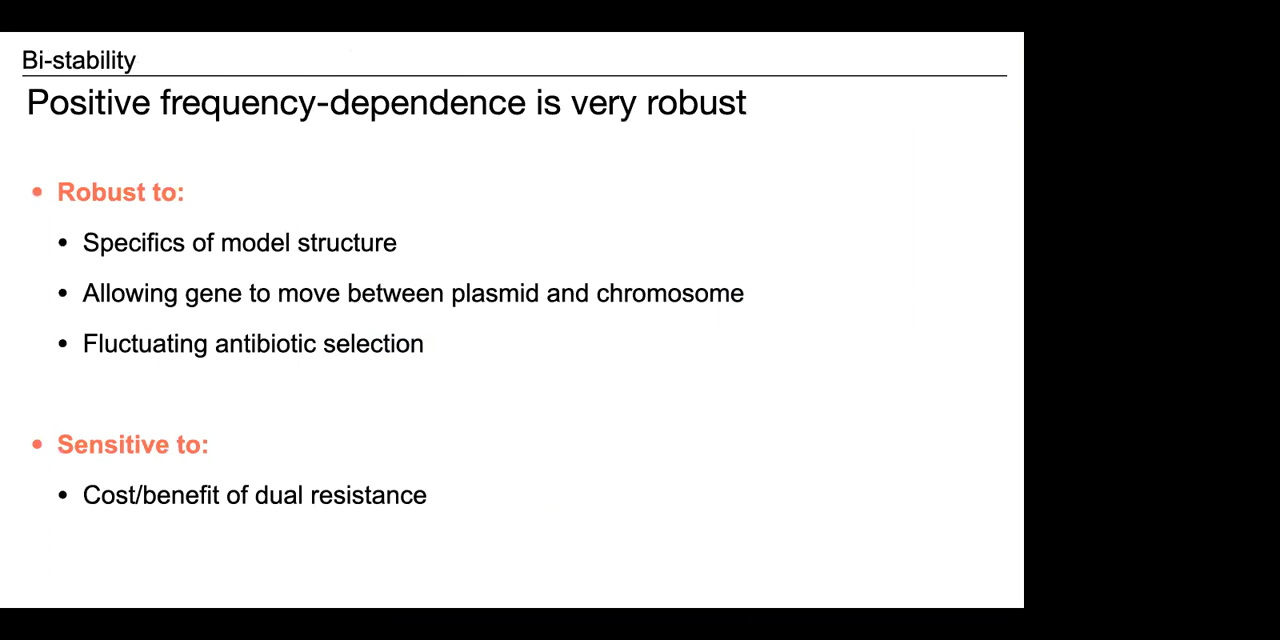 Bi-stability
Positive frequency-dependence is very robust
• Robust to:
• Specifics of model structure
• Allowing gene to move between plasmid and chromosome
• Fluctuating antibiotic selection
• Sensitive to:
• Cost/benefit of dual resistance